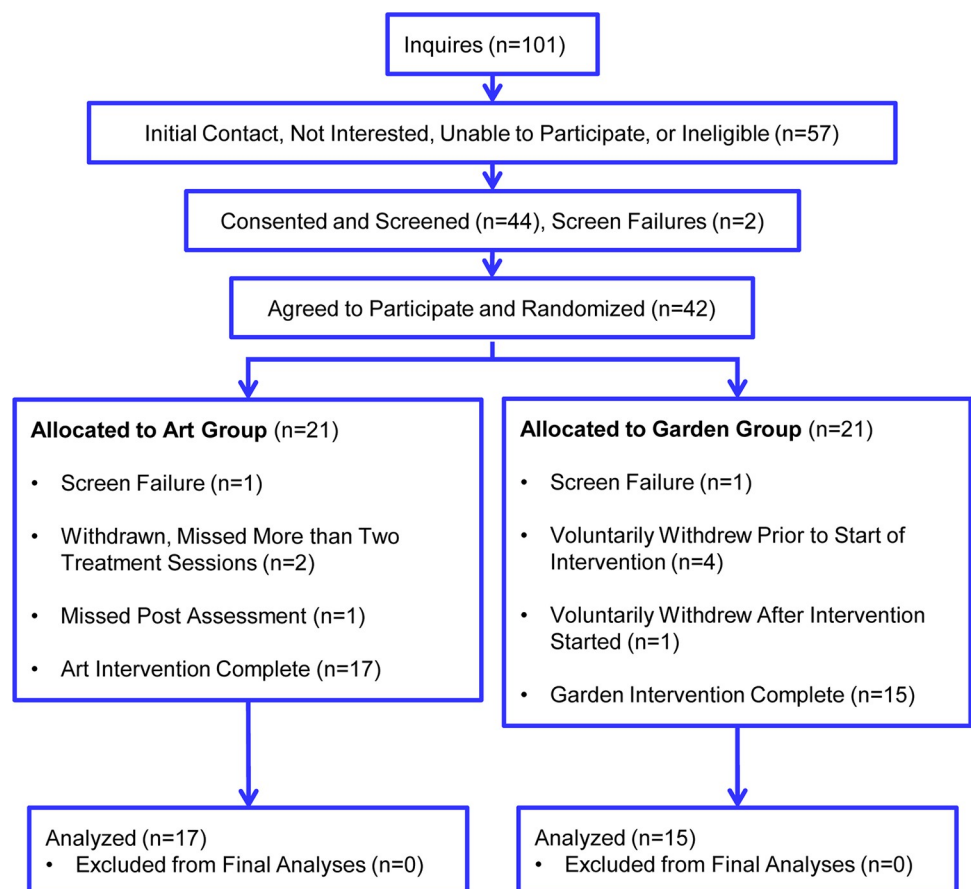 Inquires (n=101)
Initial Contact, Not Interested, Unable to Participate, or Ineligible (n=57)
Consented and Screened (n=44), Screen Failures (n=2)
Agreed to Participate and Randomized (n=42)
Allocated to Art Group (n=21)
• Screen Failure (n=1)
• Withdrawn, Missed More than Two
Treatment Sessions (n=2)
• Missed Post Assessment (n=1)
• Art Intervention Complete (n=17)
Allocated to Garden Group (n=21)
• Screen Failure (n=1)
• Voluntarily Withdrew Prior to Start of
Intervention (n=4)
• Voluntarily Withdrew After Intervention
Started (n=1)
• Garden Intervention Complete (n=15)
Analyzed (n=17)
• Excluded from Final Analyses (n=0)
Analyzed (n=15)
• Excluded from Final Analyses (n=0)